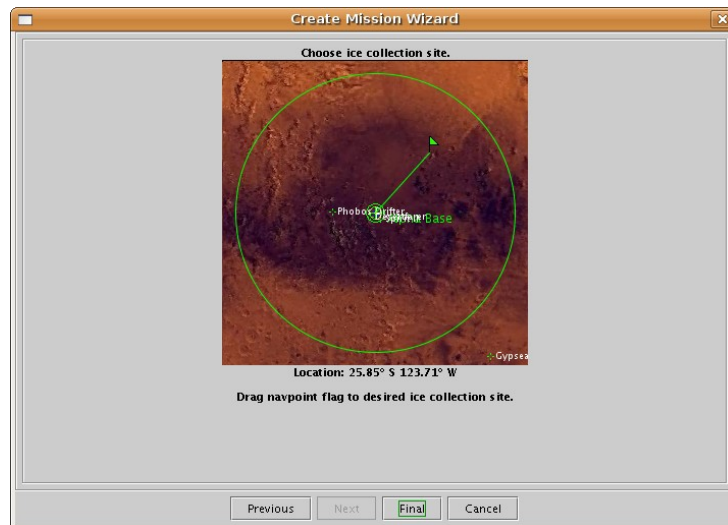 Create Mission Wizard
Choose ice collection site.
Phobos Drifter
Base
Gypsea
Location: 25.85° S 123.71° W
Drag navpoint flag to desired ice collection site.
Previous
Next
Final
Cancel